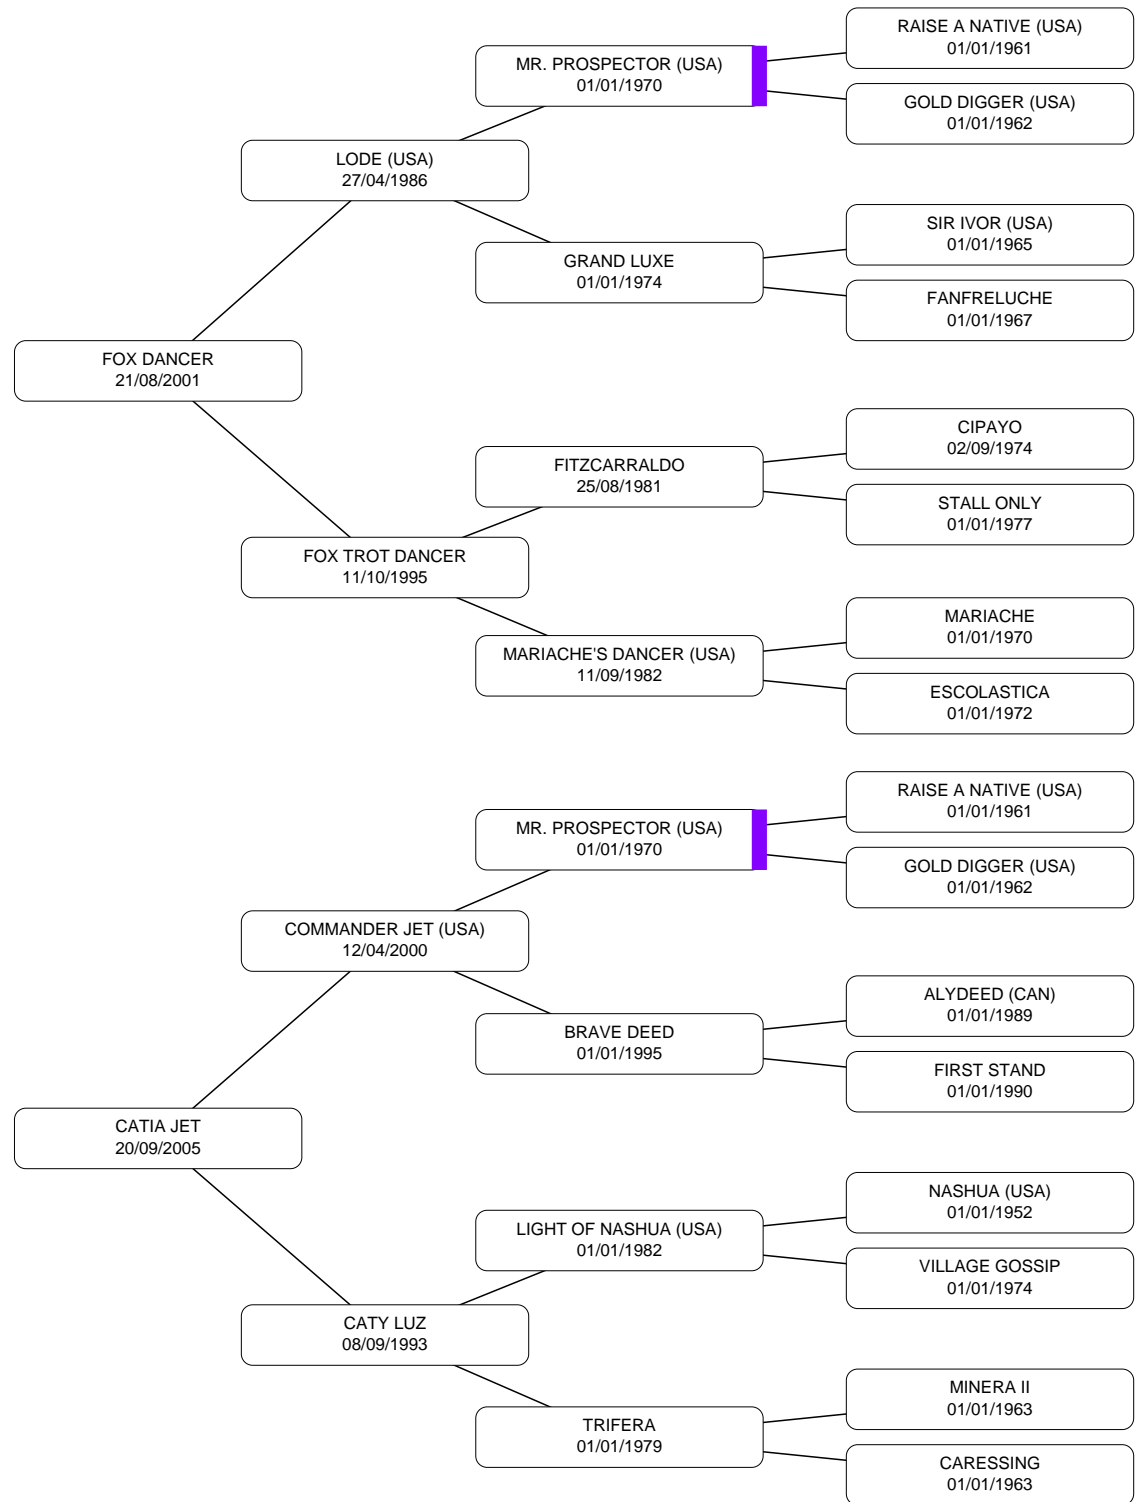 RAISE A NATIVE (USA)
01/01/1961
MR. PROSPECTOR (USA)
01/01/1970
GOLD DIGGER (USA)
01/01/1962
LODE (USA)
27/04/1986
SIR IVOR (USA)
01/01/1965
GRAND LUXE
01/01/1974
FANFRELUCHE
01/01/1967
FOX DANCER
21/08/2001
CIPAYO
02/09/1974
FITZCARRALDO
25/08/1981
STALL ONLY
01/01/1977
FOX TROT DANCER
11/10/1995
MARIACHE
01/01/1970
MARIACHE'S DANCER (USA)
11/09/1982
ESCOLASTICA
01/01/1972
RAISE A NATIVE (USA)
01/01/1961
MR. PROSPECTOR (USA)
01/01/1970
GOLD DIGGER (USA)
01/01/1962
COMMANDER JET (USA)
12/04/2000
ALYDEED (CAN)
01/01/1989
BRAVE DEED
01/01/1995
FIRST STAND
01/01/1990
CATIA JET
20/09/2005
NASHUA (USA)
01/01/1952
LIGHT OF NASHUA (USA)
01/01/1982
VILLAGE GOSSIP
01/01/1974
CATY LUZ
08/09/1993
MINERA II
01/01/1963
TRIFERA
01/01/1979
CARESSING
01/01/1963